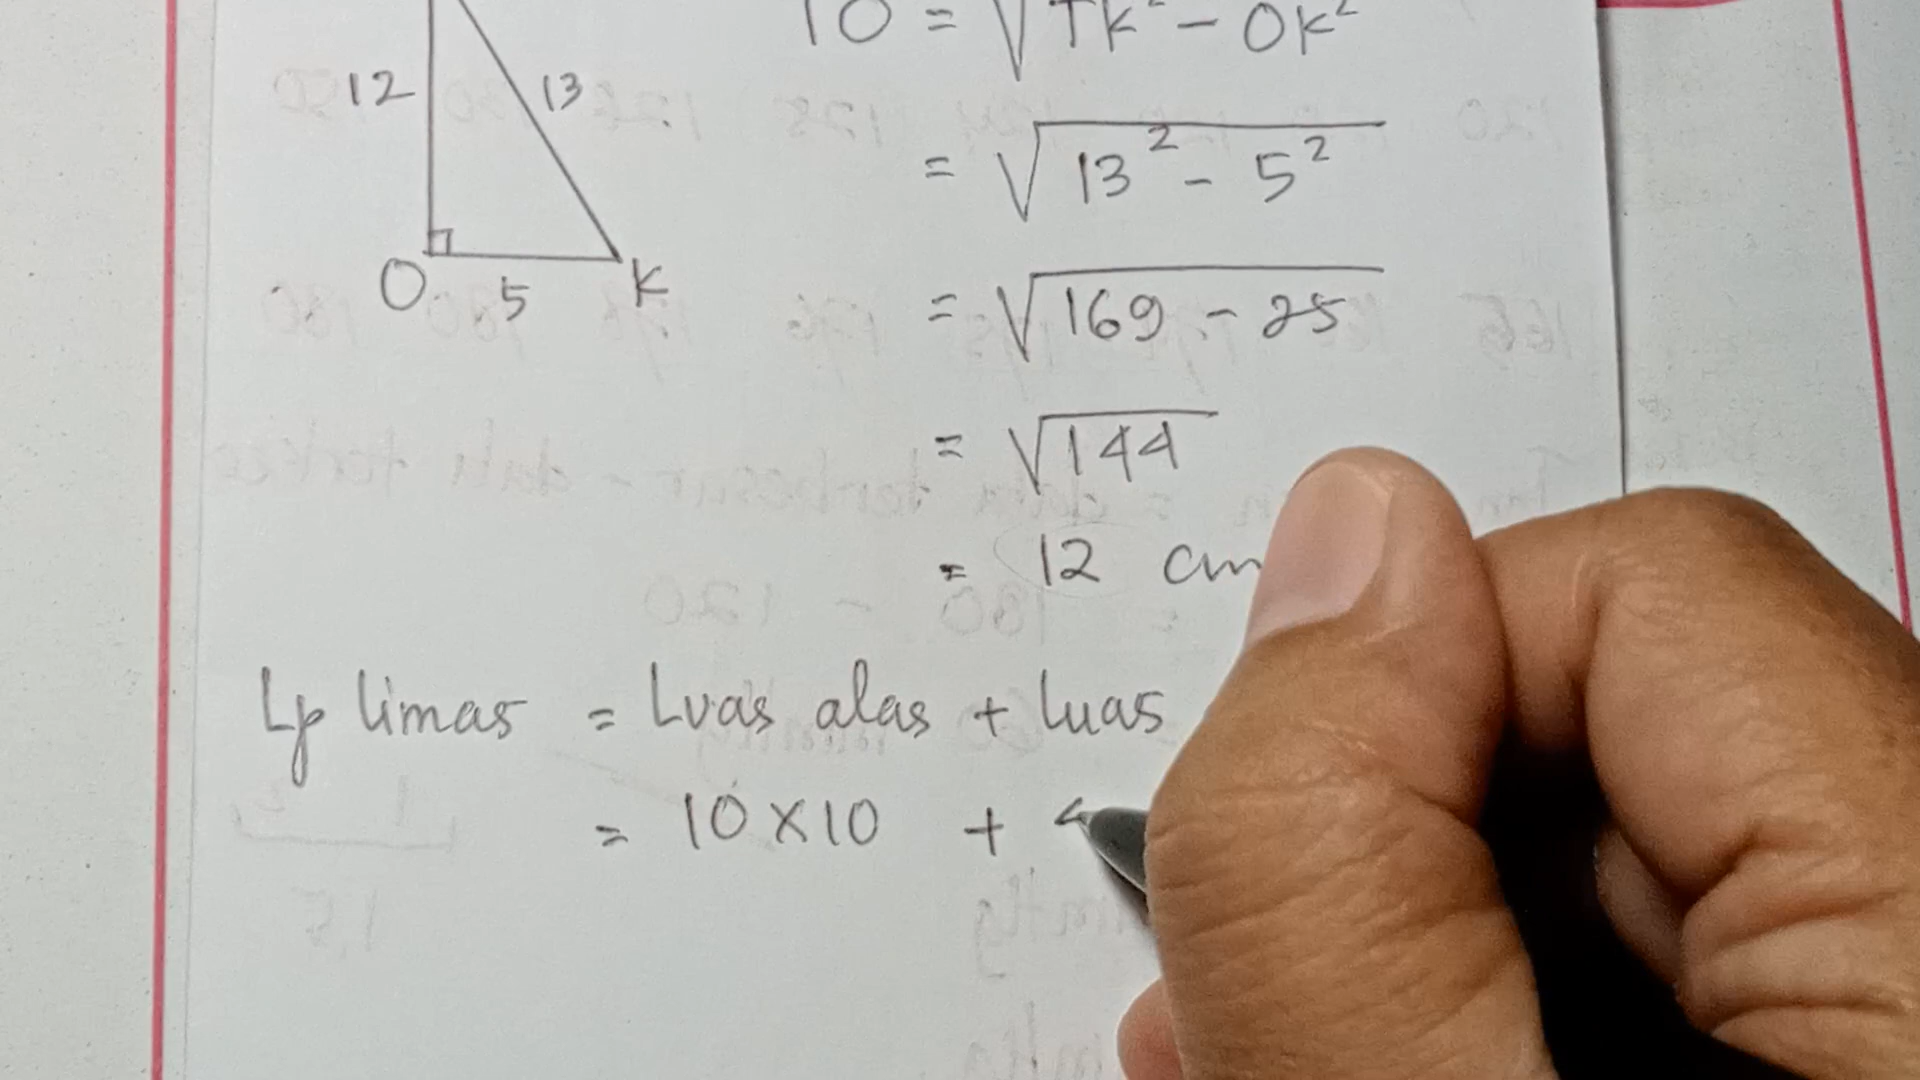 TO = √TK² - OK²
12
13
= √13² - 5²
O
5
K
= √169 - 25
= √144
= 12 cm
Lp limas = Luas alas + Luas
= 10 x 10 +